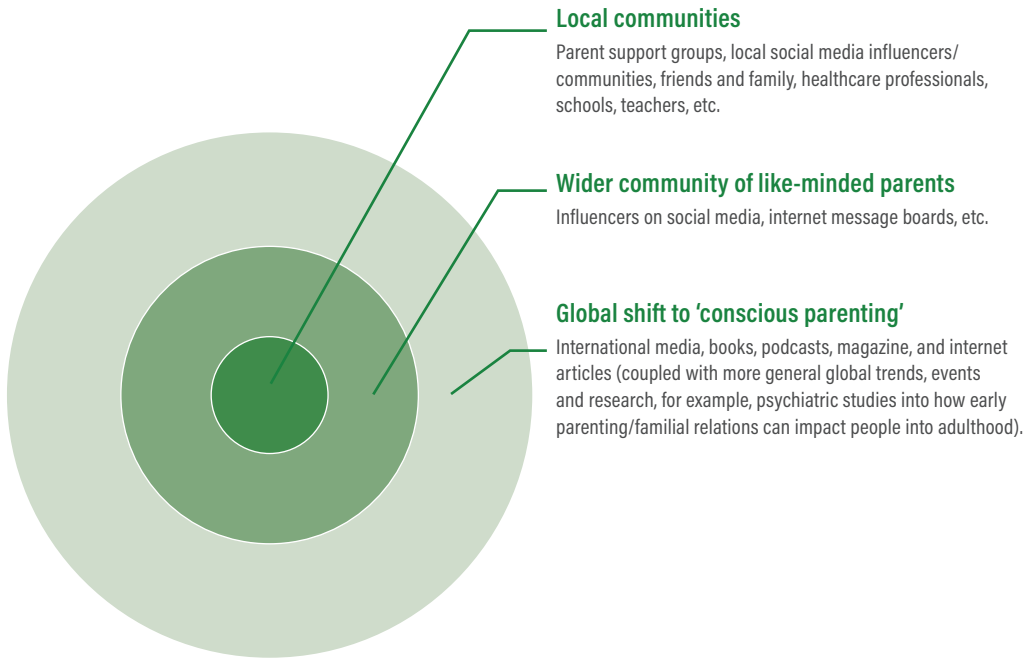 Local communities
Parent support groups, local social media influencers/
communities, friends and family, healthcare professionals,
schools, teachers, etc.
Wider community of like-minded parents
Influencers on social media, internet message boards, etc.
Global shift to ‘conscious parenting’
International media, books, podcasts, magazine, and internet
articles (coupled with more general global trends, events
and research, for example, psychiatric studies into how early
parenting/familial relations can impact people into adulthood).